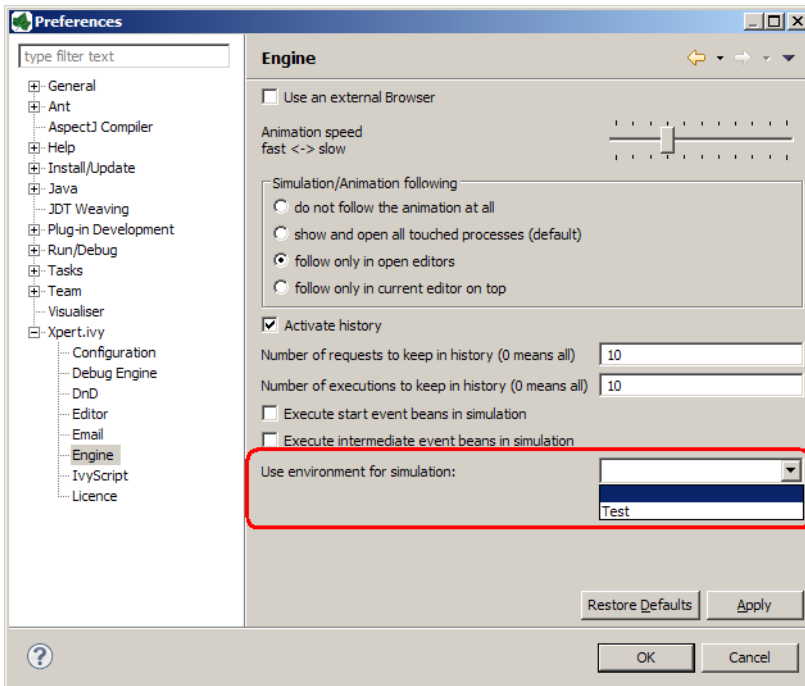 Preferences
type filter text
General
Ant
AspectJ Compiler
Help
Install/Update
Java
JDT Weaving
Plug-in Development
Run/Debug
Tasks
Team
Visualiser
Xpert.ivy
Configuration
Debug Engine
DnD
Editor
Email
Engine
IvyScript
Licence
Engine
Use an external Browser
Animation speed
fast <-> slow
Simulation/Animation following
do not follow the animation at all
show and open all touched processes (default)
follow only in open editors
follow only in current editor on top
Activate history
Number of requests to keep in history (0 means all) 10
Number of executions to keep in history (0 means all) 10
Execute start event beans in simulation
Execute intermediate event beans in simulation
Use environment for simulation:
Test
Restore Defaults Apply
? OK Cancel